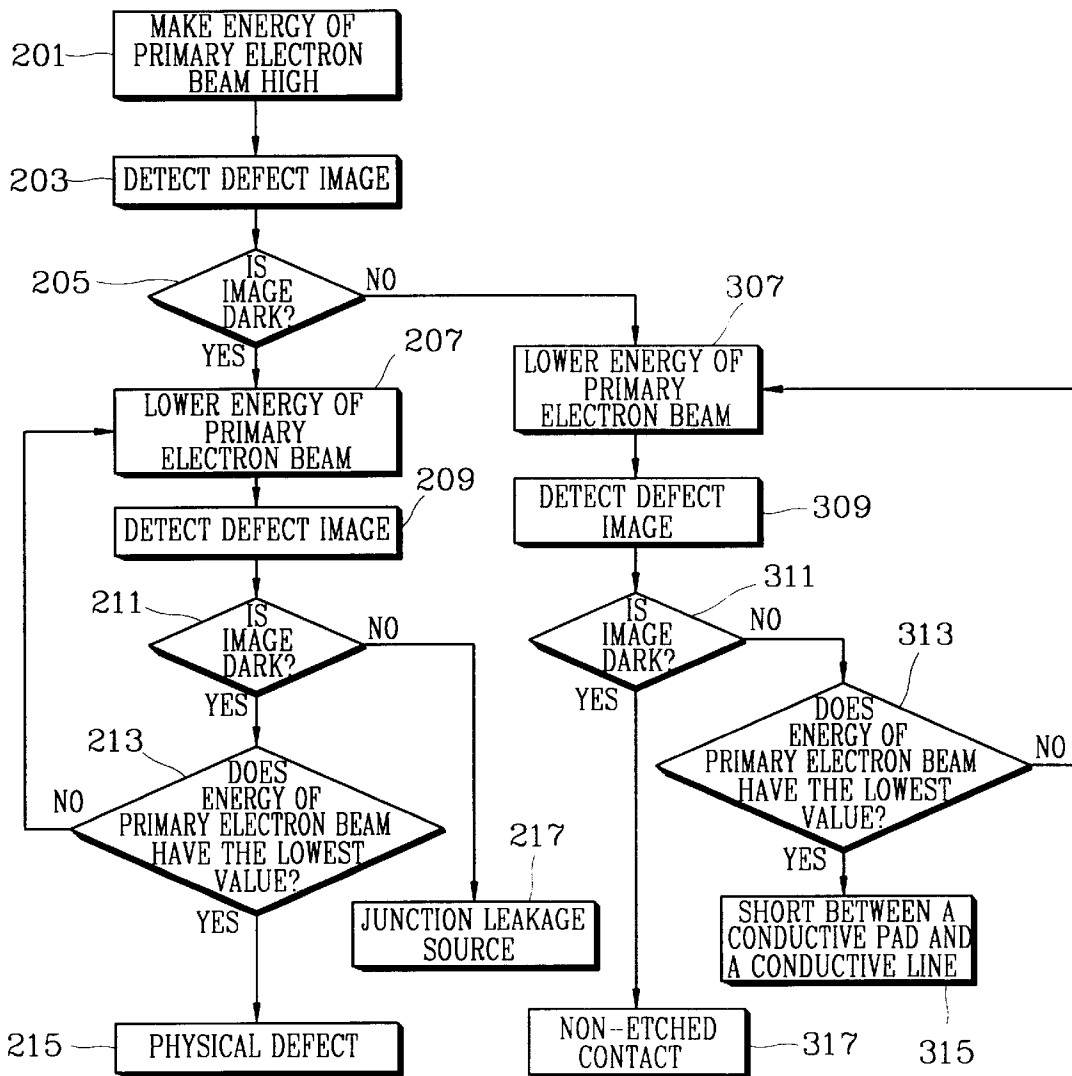 201
MAKE ENERGY OF
PRIMARY ELECTRON
BEAM HIGH
203
DETECT DEFECT IMAGE
205
IS
IMAGE
DARK?
NO
YES
207
LOWER ENERGY OF
PRIMARY
ELECTRON BEAM
209
DETECT DEFECT IMAGE
211
IS
IMAGE
DARK?
NO
YES
213
DOES
ENERGY OF
PRIMARY ELECTRON BEAM
HAVE THE LOWEST
VALUE?
NO
YES
217
JUNCTION LEAKAGE
SOURCE
215
PHYSICAL DEFECT
307
LOWER ENERGY OF
PRIMARY
ELECTRON BEAM
309
DETECT DEFECT
IMAGE
311
IS
IMAGE
DARK?
NO
YES
313
DOES
ENERGY OF
PRIMARY ELECTRON BEAM
HAVE THE LOWEST
VALUE?
NO
YES
SHORT BETWEEN A
CONDUCTIVE PAD AND
A CONDUCTIVE LINE
315
NON--ETCHED
CONTACT
317